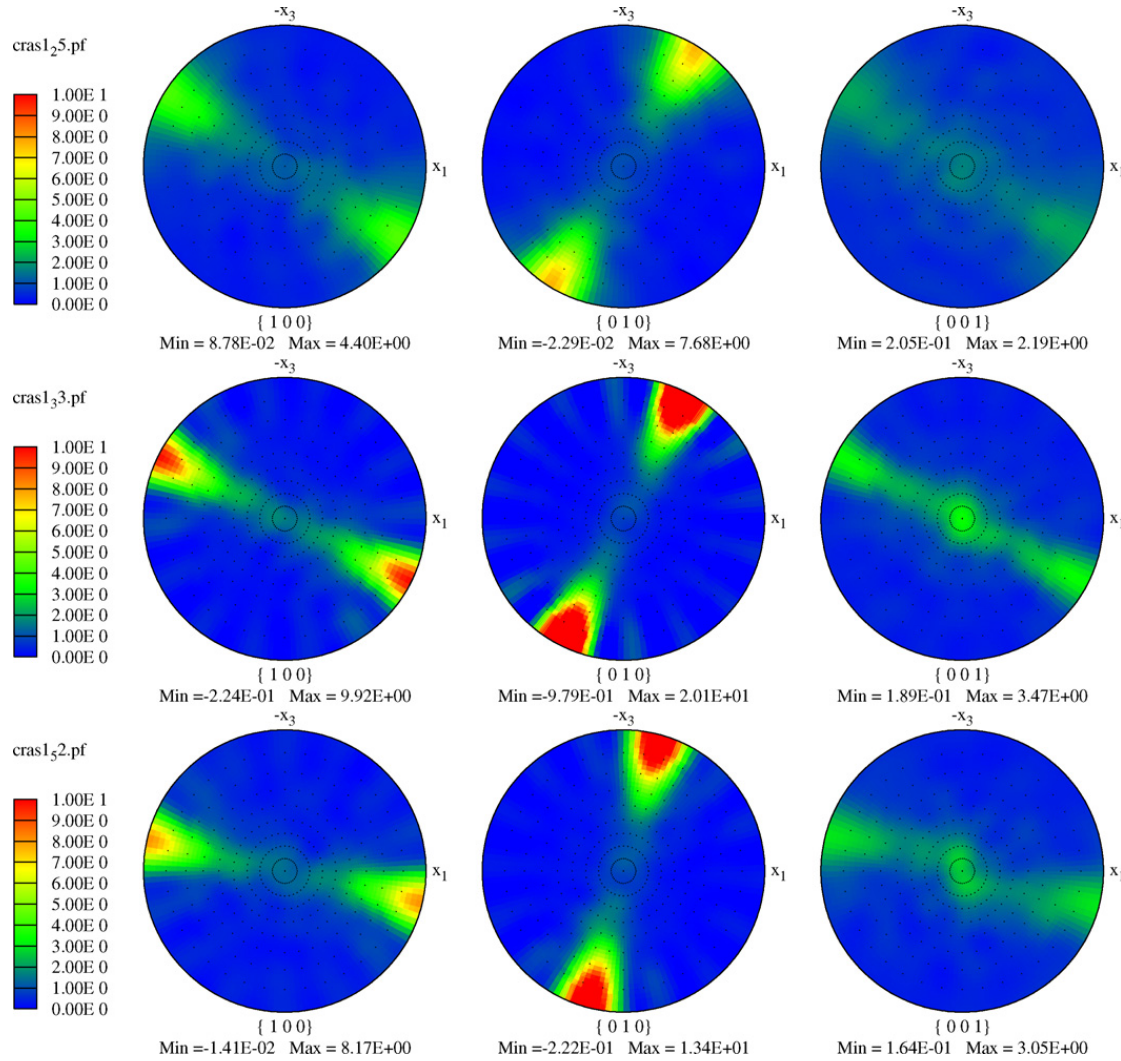 -x3 -x3 -x3
cras1₂5.pf
1.00E 1
9.00E 0
8.00E 0
7.00E 0
6.00E 0
5.00E 0
4.00E 0
3.00E 0
2.00E 0
1.00E 0
0.00E 0
x₁ x₁ x₁
{ 1 0 0} { 0 1 0} { 0 0 1}
Min = 8.78E-02 Max = 4.40E+00 Min =-2.29E-02 Max = 7.68E+00 Min = 2.05E-01 Max = 2.19E+00
-x₃ -x₃ -x₃
cras1₃3.pf
1.00E 1
9.00E 0
8.00E 0
7.00E 0
6.00E 0
5.00E 0
4.00E 0
3.00E 0
2.00E 0
1.00E 0
0.00E 0
x₁ x₁ x₁
{ 1 0 0} { 0 1 0} { 0 0 1}
Min =-2.24E-01 Max = 9.92E+00 Min =-9.79E-01 Max = 2.01E+01 Min = 1.89E-01 Max = 3.47E+00
-x₃ -x₃ -x₃
cras1₅2.pf
1.00E 1
9.00E 0
8.00E 0
7.00E 0
6.00E 0
5.00E 0
4.00E 0
3.00E 0
2.00E 0
1.00E 0
0.00E 0
x₁ x₁ x₁
{ 1 0 0} { 0 1 0} { 0 0 1}
Min =-1.41E-02 Max = 8.17E+00 Min =-2.22E-01 Max = 1.34E+01 Min = 1.64E-01 Max = 3.05E+00